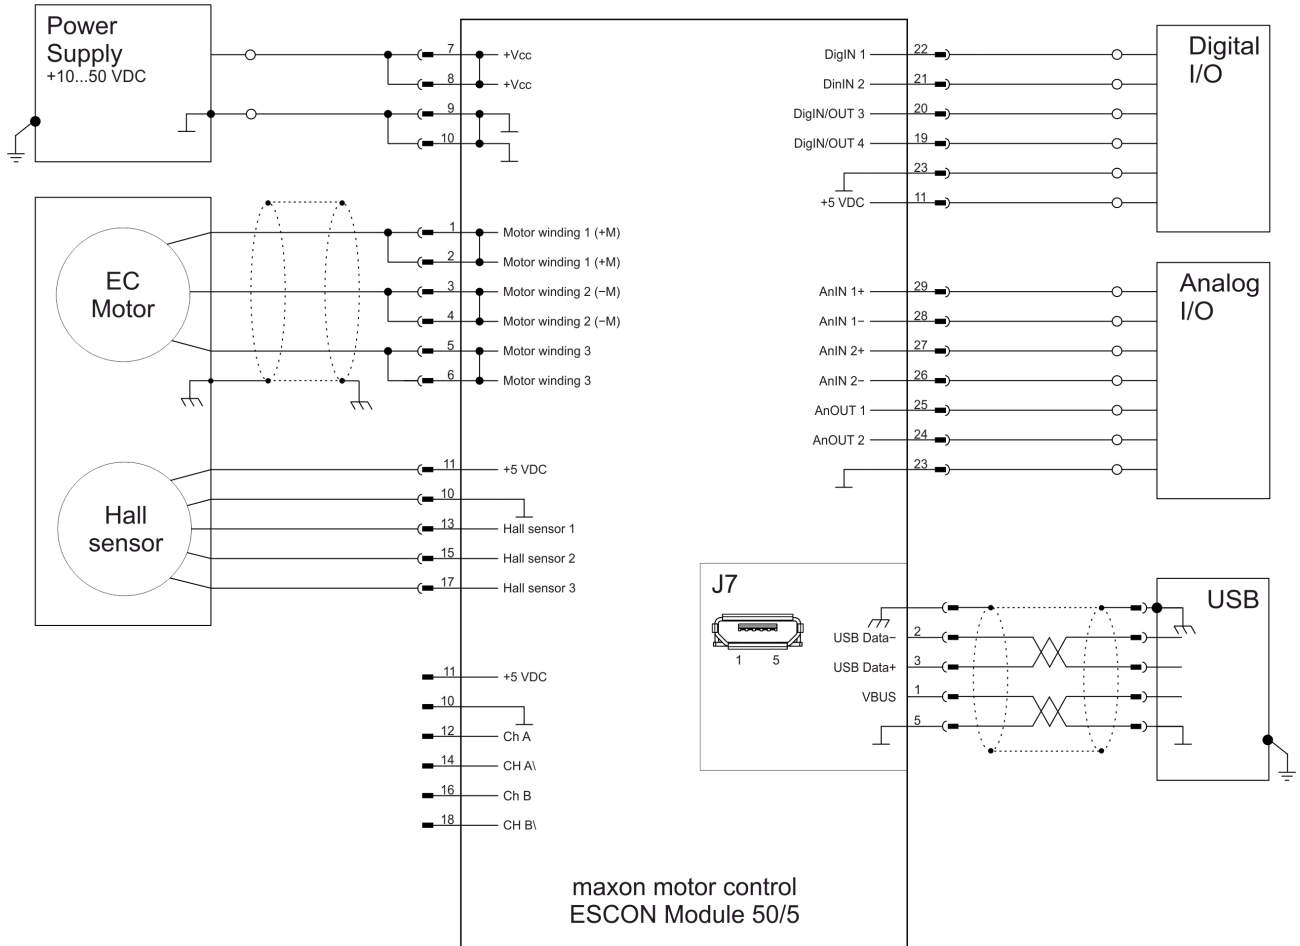 Power
Supply
+10...50 VDC
7 +Vcc
8 +Vcc
9
10
EC
Motor
1 Motor winding 1 (+M)
2 Motor winding 1 (+M)
3 Motor winding 2 (−M)
4 Motor winding 2 (−M)
5 Motor winding 3
6 Motor winding 3
Hall
sensor
11 +5 VDC
10
13 Hall sensor 1
15 Hall sensor 2
17 Hall sensor 3
11 +5 VDC
10
12 Ch A
14 CH A\
16 Ch B
18 CH B\
DigIN 1 22
DinIN 2 21
DigIN/OUT 3 20
DigIN/OUT 4 19
23
+5 VDC 11
Digital
I/O
AnIN 1+ 29
AnIN 1− 28
AnIN 2+ 27
AnIN 2− 26
AnOUT 1 25
AnOUT 2 24
23
Analog
I/O
J7
1 5
USB Data− 2
USB Data+ 3
VBUS 1
5
USB
maxon motor control
ESCON Module 50/5